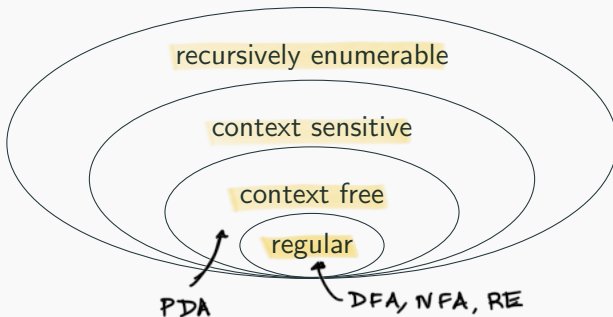 recursively enumerable
context sensitive
context free
regular
PDA
DFA, NFA, RE